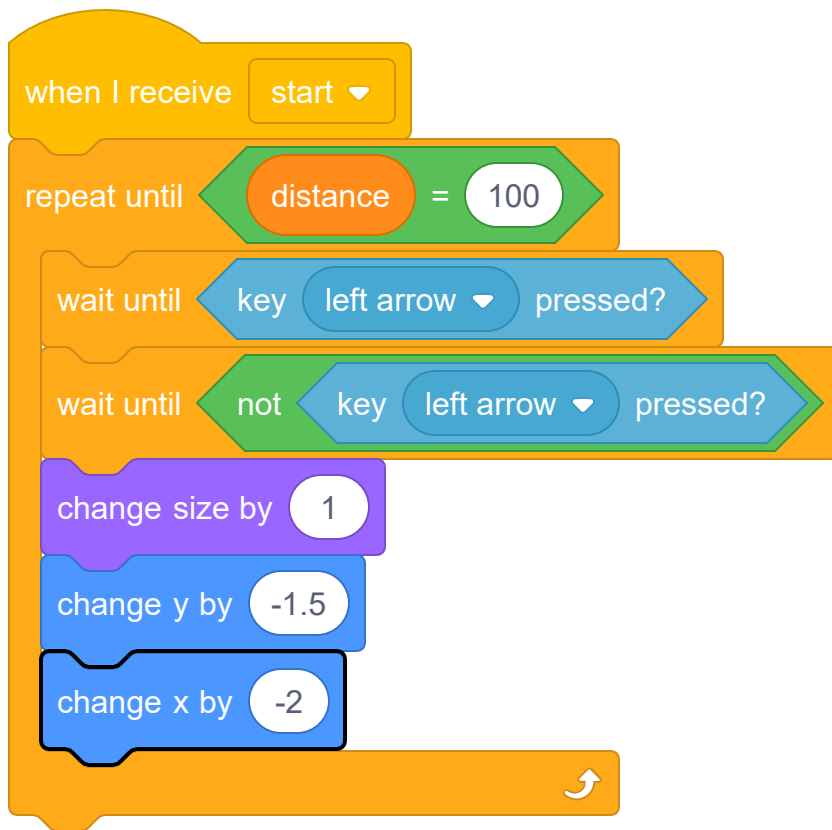 when I receive start
repeat until distance = 100
wait until key left arrow pressed?
wait until not key left arrow pressed?
change size by 1
change y by -1.5
change x by -2